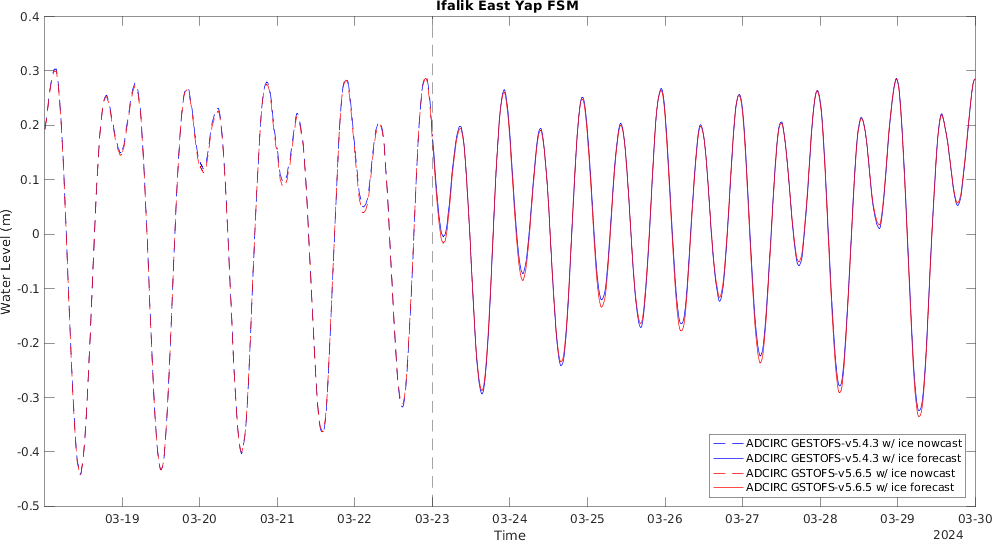 Ifalik East Yap FSM
0.4
0.3
0.2
0.1
0
-0.1
-0.2
-0.3
-0.4
-0.5
Water Level (m)
ADCIRC GESTOFS-v5.4.3 w/ ice nowcast
ADCIRC GESTOFS-v5.4.3 w/ ice forecast
ADCIRC GSTOFS-v5.6.5 w/ ice nowcast
ADCIRC GSTOFS-v5.6.5 w/ ice forecast
03-19 03-20 03-21 03-22 03-23 03-24 03-25 03-26 03-27 03-28 03-29 03-30
Time
2024